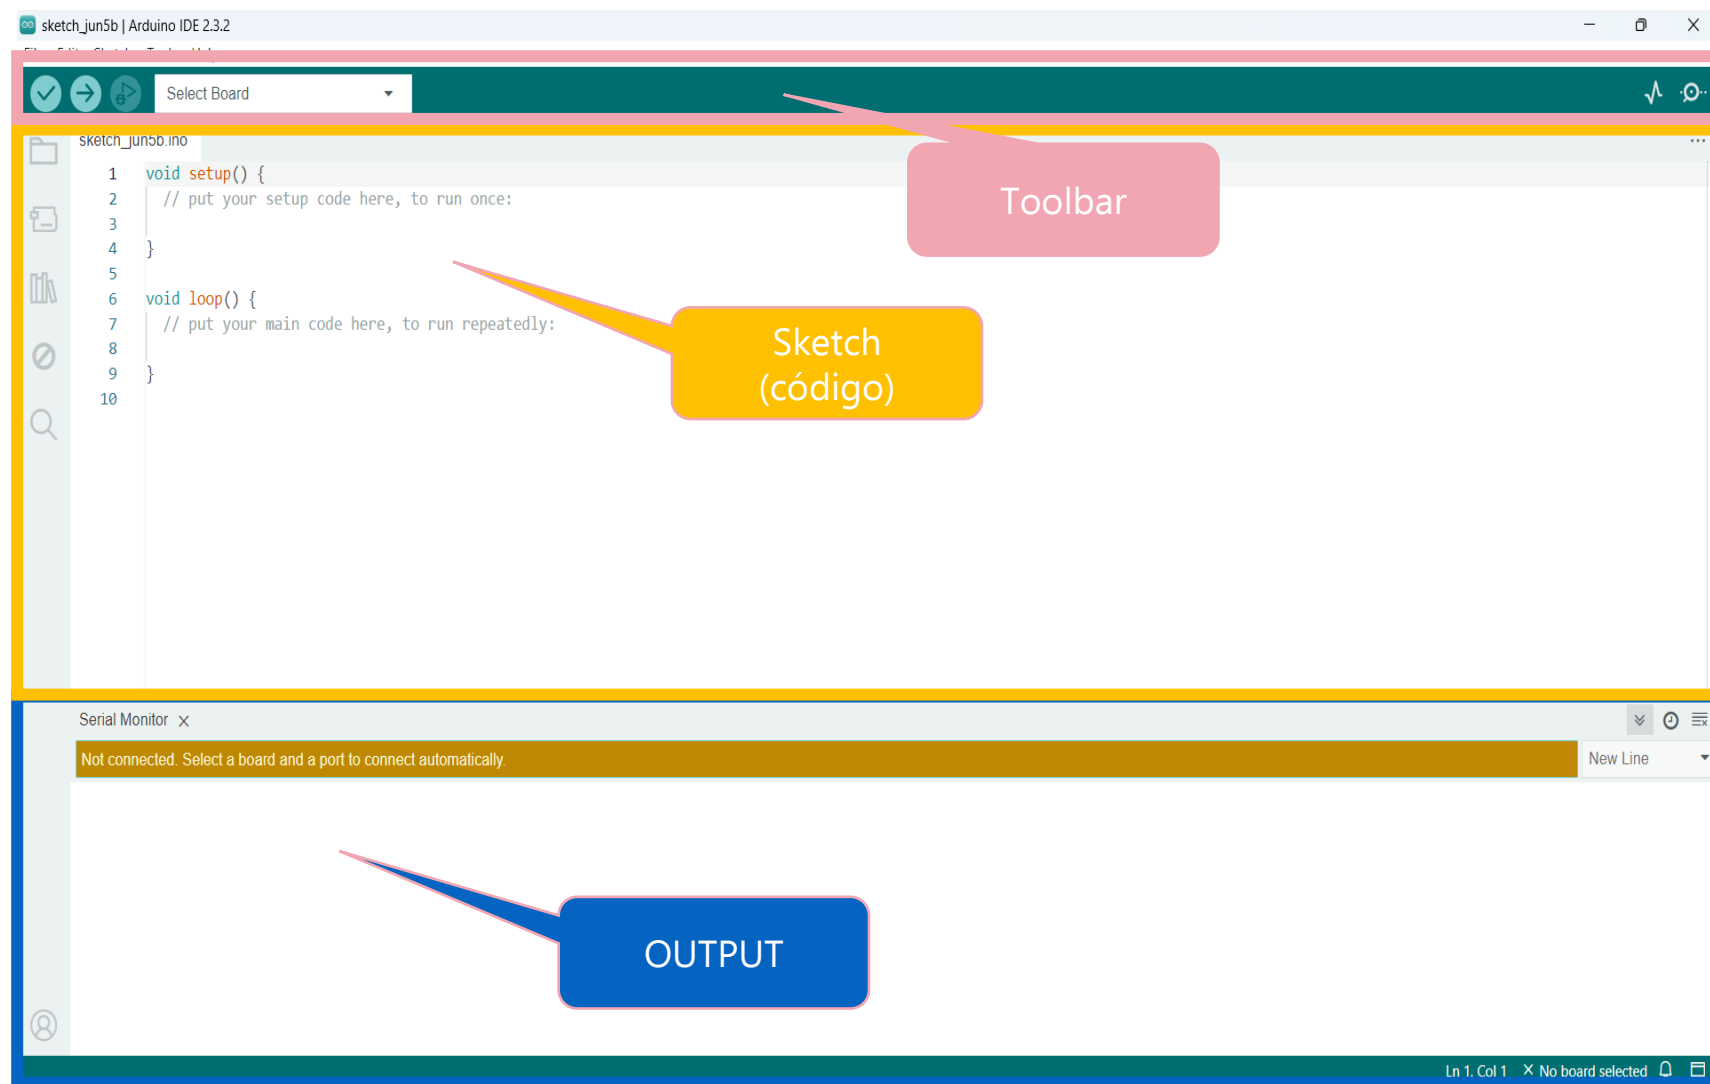 sketch_jun5b | Arduino IDE 2.3.2
Select Board
sketch_jun5b.ino
1 void setup() {
2 // put your setup code here, to run once:
3
4 }
5
6 void loop() {
7 // put your main code here, to run repeatedly:
8
9 }
10
Toolbar
Sketch
(código)
Serial Monitor
Not connected. Select a board and a port to connect automatically.
New Line
OUTPUT
Ln 1, Col 1 No board selected